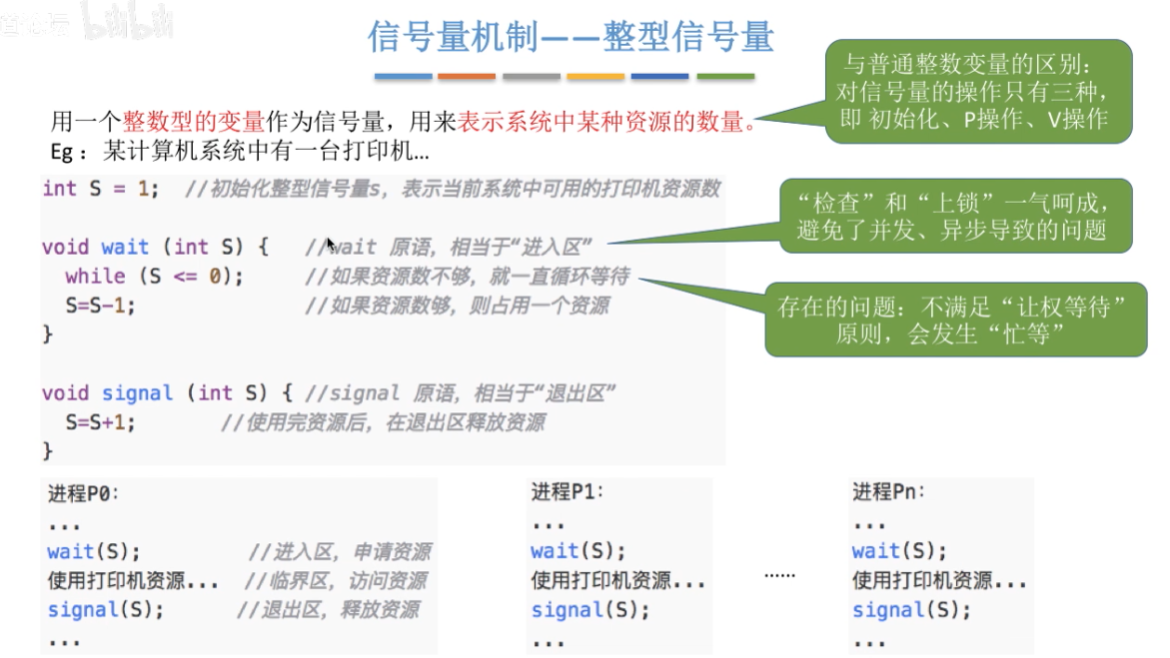 bilibili
信号量机制——整型信号量
与普通整数变量的区别：
对信号量的操作只有三种，
即 初始化、P操作、V操作
用一个整数型的变量作为信号量，用来表示系统中某种资源的数量。
Eg：某计算机系统中有一台打印机…
int S = 1;  //初始化整型信号量s，表示当前系统中可用的打印机资源数
“检查”和“上锁”一气呵成，
避免了并发、异步导致的问题
void wait (int S) {   //wait 原语，相当于“进入区”
while (S <= 0);   //如果资源数不够，就一直循环等待
S=S-1;   //如果资源数够，则占用一个资源
}
存在的问题：不满足“让权等待”
原则，会发生“忙等”
void signal (int S) { //signal 原语，相当于“退出区”
S=S+1;   //使用完资源后，在退出区释放资源
}
进程P0：
...
wait(S);   //进入区，申请资源
使用打印机资源...   //临界区，访问资源
signal(S);   //退出区，释放资源
...
进程P1：
...
wait(S);
使用打印机资源...
signal(S);
...
……
进程Pn：
...
wait(S);
使用打印机资源...
signal(S);
...